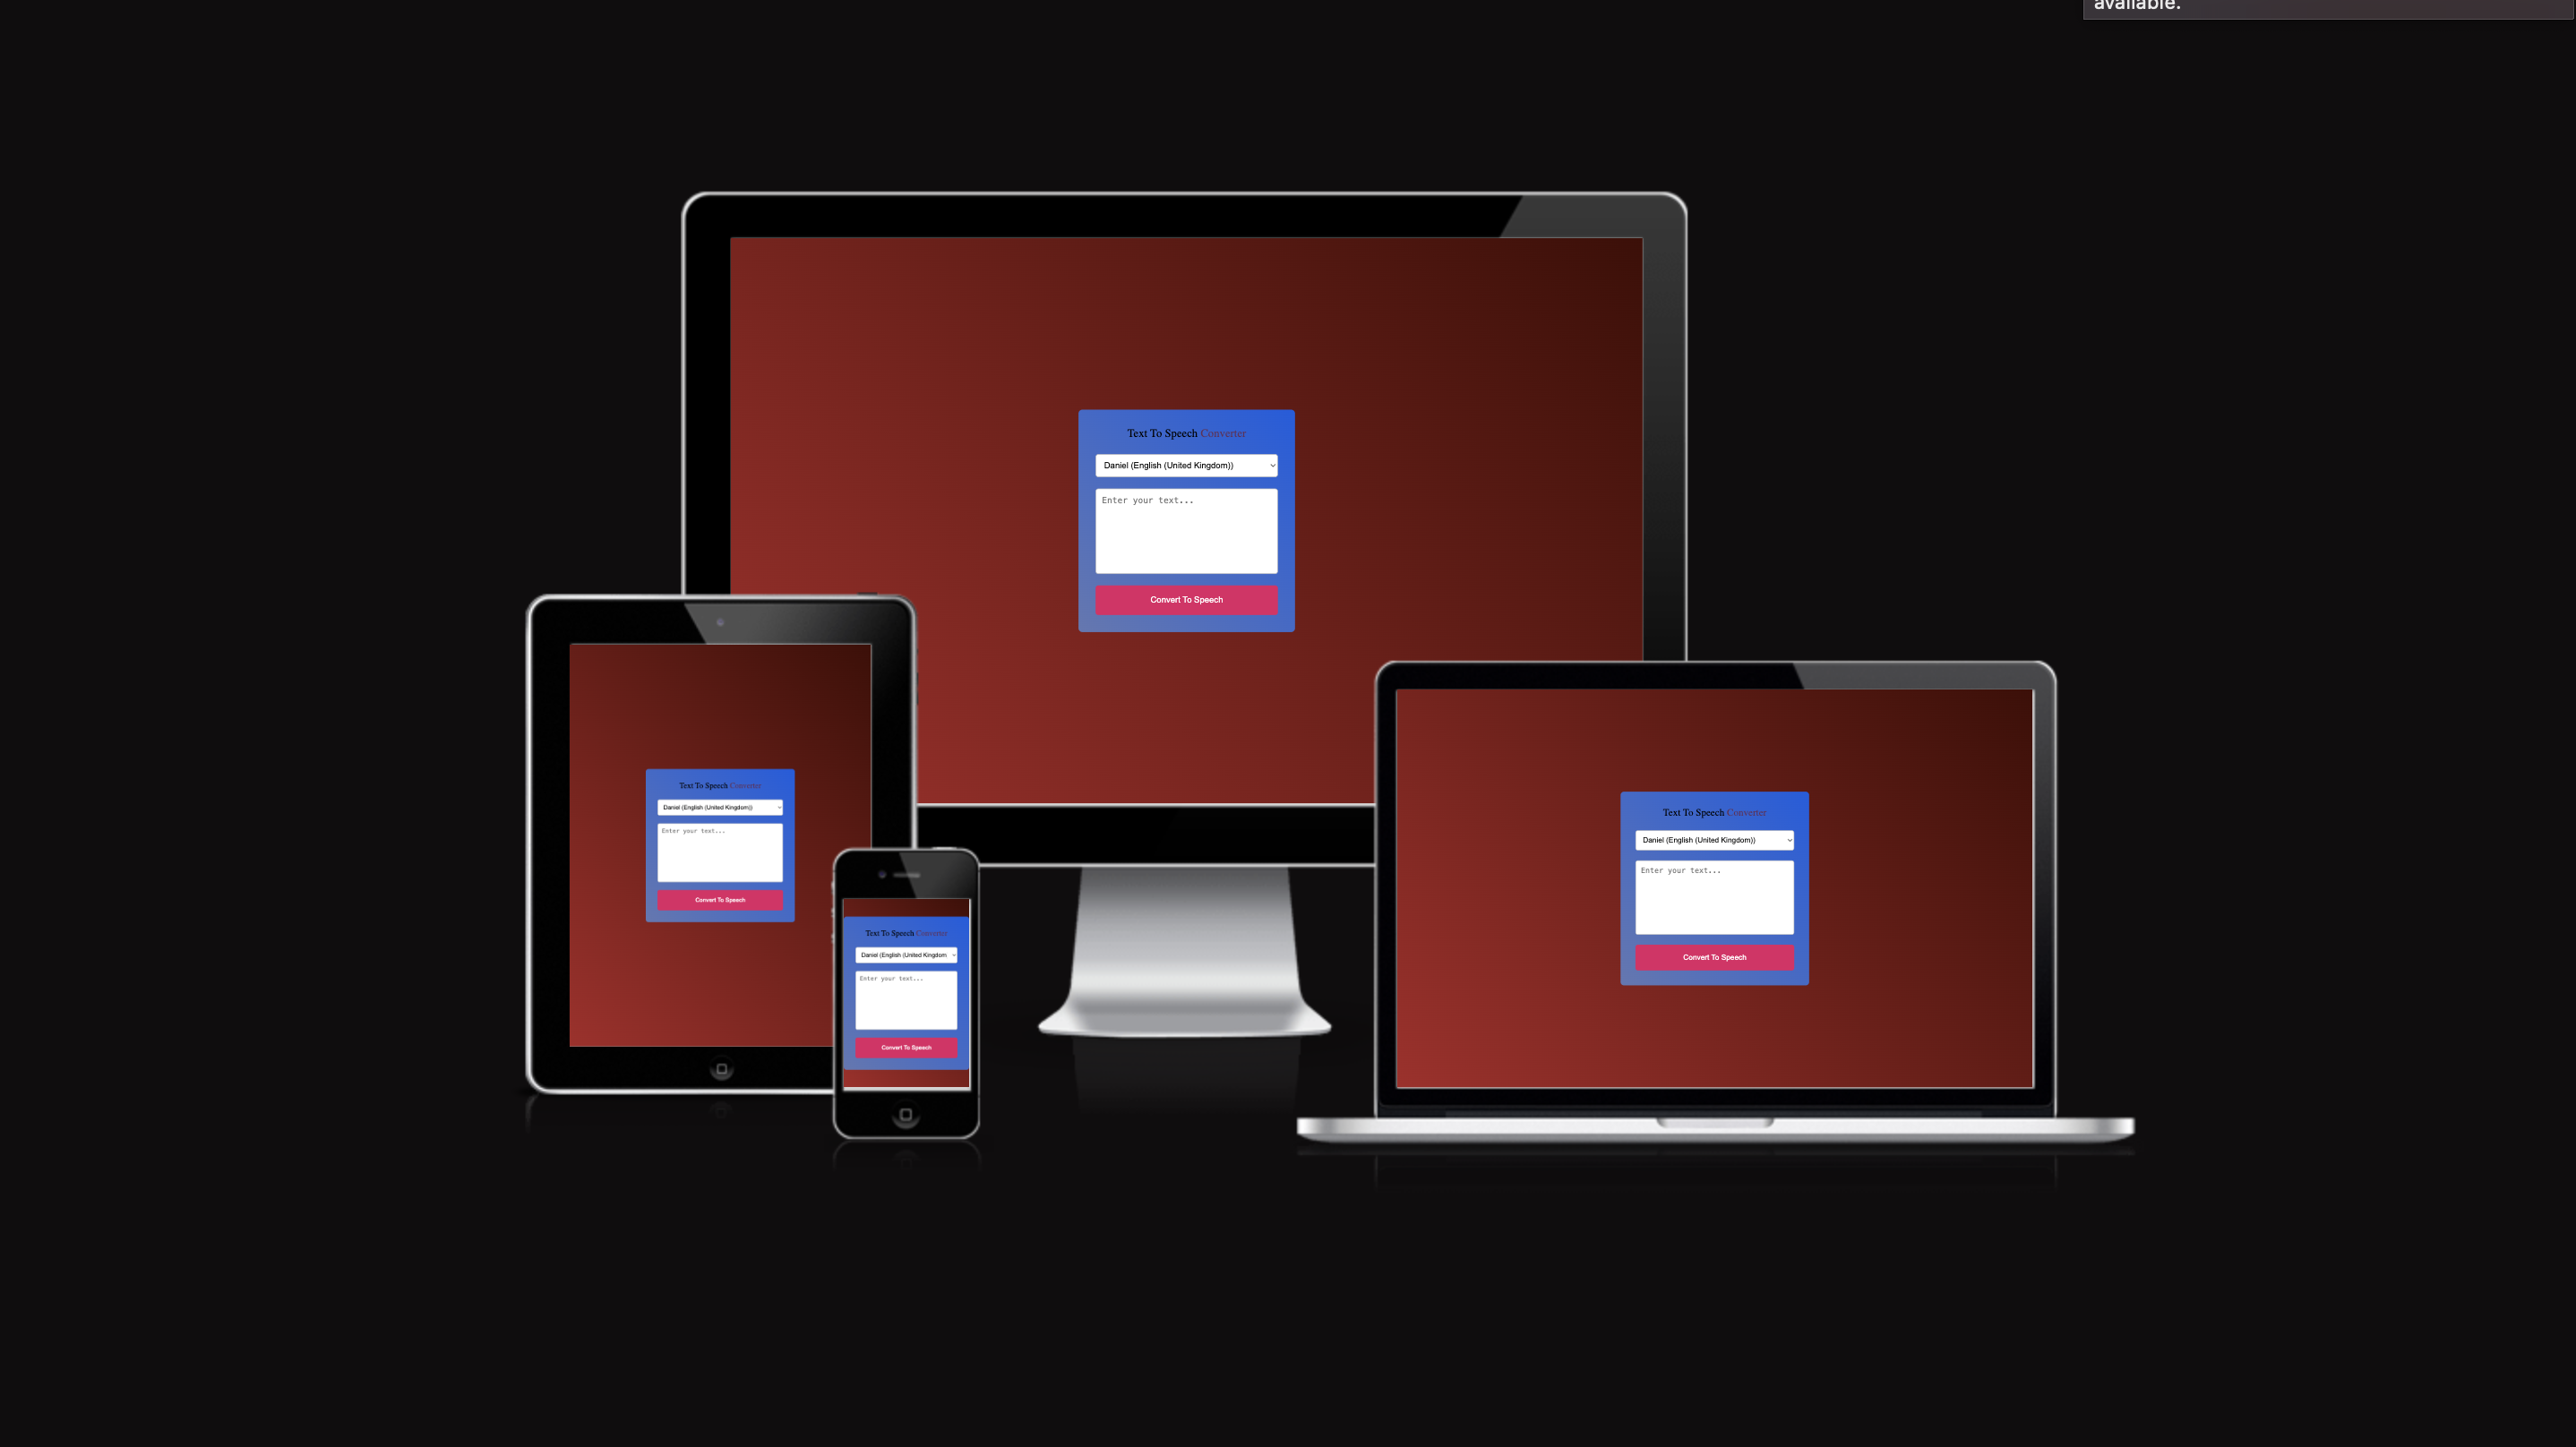 available.
Text To Speech Converter
Daniel (English (United Kingdom))
Enter your text...
Convert To Speech
Text To Speech Converter
Daniel (English (United Kingdom))
Enter your text...
Convert To Speech
Text To Speech Converter
Daniel (English (United Kingdom
Enter your text...
Convert To Speech
Text To Speech Converter
Daniel (English (United Kingdom))
Enter your text...
Convert To Speech